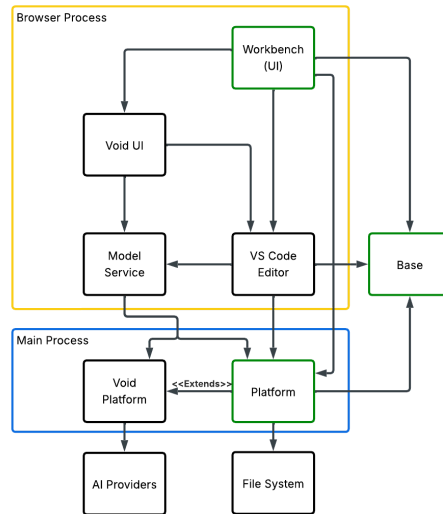 Browser Process
Workbench
(UI)
Void UI
Model
Service
VS Code
Editor
Base
Main Process
Void
Platform
<<Extends>>
Platform
AI Providers
File System